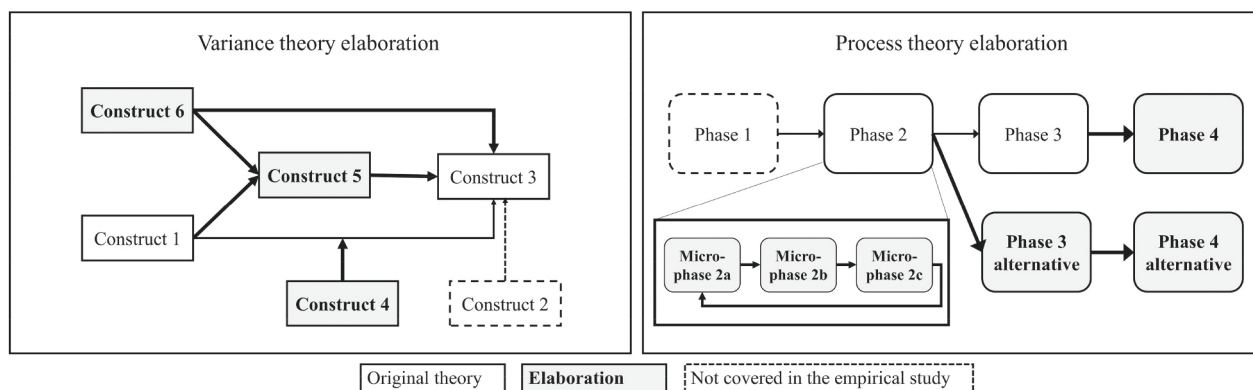 Variance theory elaboration
Construct 6
Construct 5
Construct 3
Construct 1
Construct 4
Construct 2
Process theory elaboration
Phase 1
Phase 2
Phase 3
Phase 4
Micro-
phase 2a
Micro-
phase 2b
Micro-
phase 2c
Phase 3
alternative
Phase 4
alternative
Original theory
Elaboration
Not covered in the empirical study